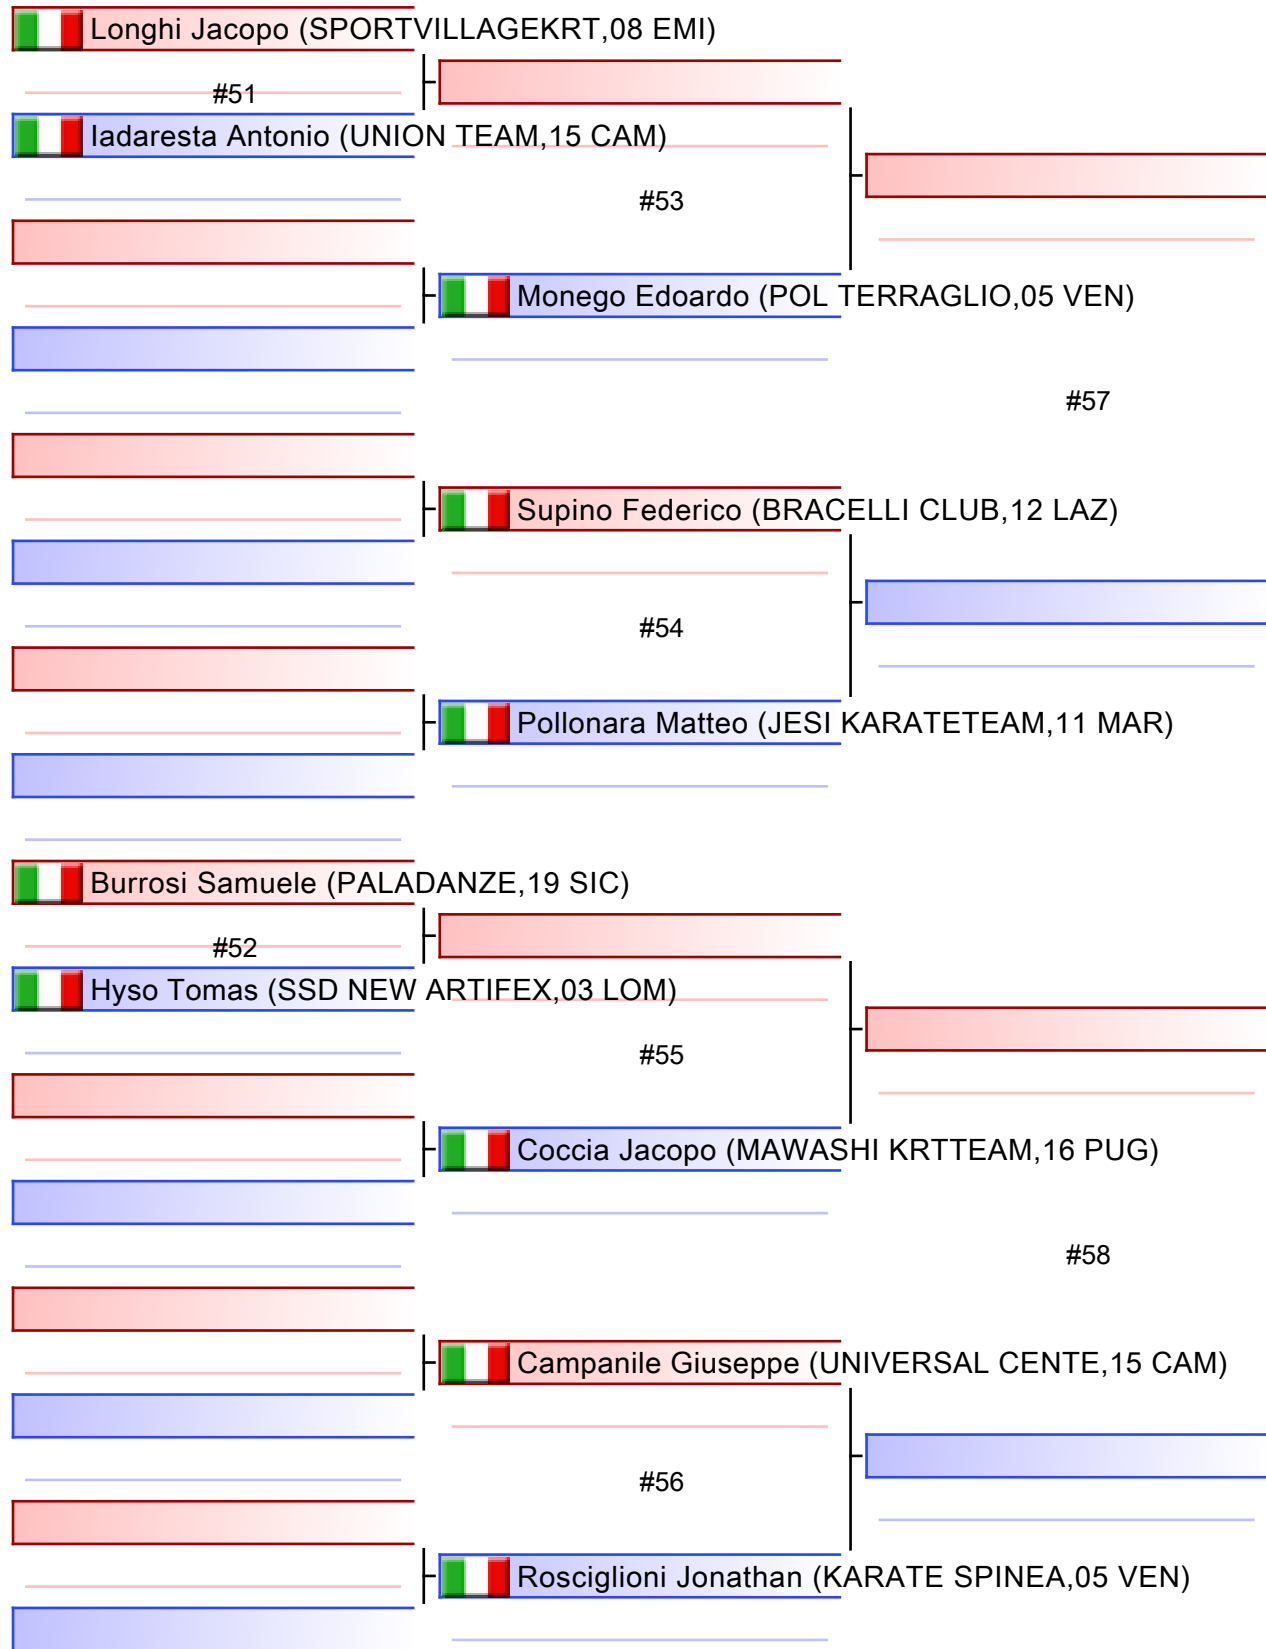 Longhi Jacopo (SPORTVILLAGEKRT,08 EMI)
#51
Iadaresta Antonio (UNION TEAM,15 CAM)
#53
Monego Edoardo (POL TERRAGLIO,05 VEN)
#57
Supino Federico (BRACELLI CLUB,12 LAZ)
#54
Pollonara Matteo (JESI KARATETEAM,11 MAR)
Burrosi Samuele (PALADANZE,19 SIC)
#52
Hyso Tomas (SSD NEW ARTIFEX,03 LOM)
#55
Coccia Jacopo (MAWASHI KRTTEAM,16 PUG)
#58
Campanile Giuseppe (UNIVERSAL CENTE,15 CAM)
#56
Rosciglioni Jonathan (KARATE SPINEA,05 VEN)